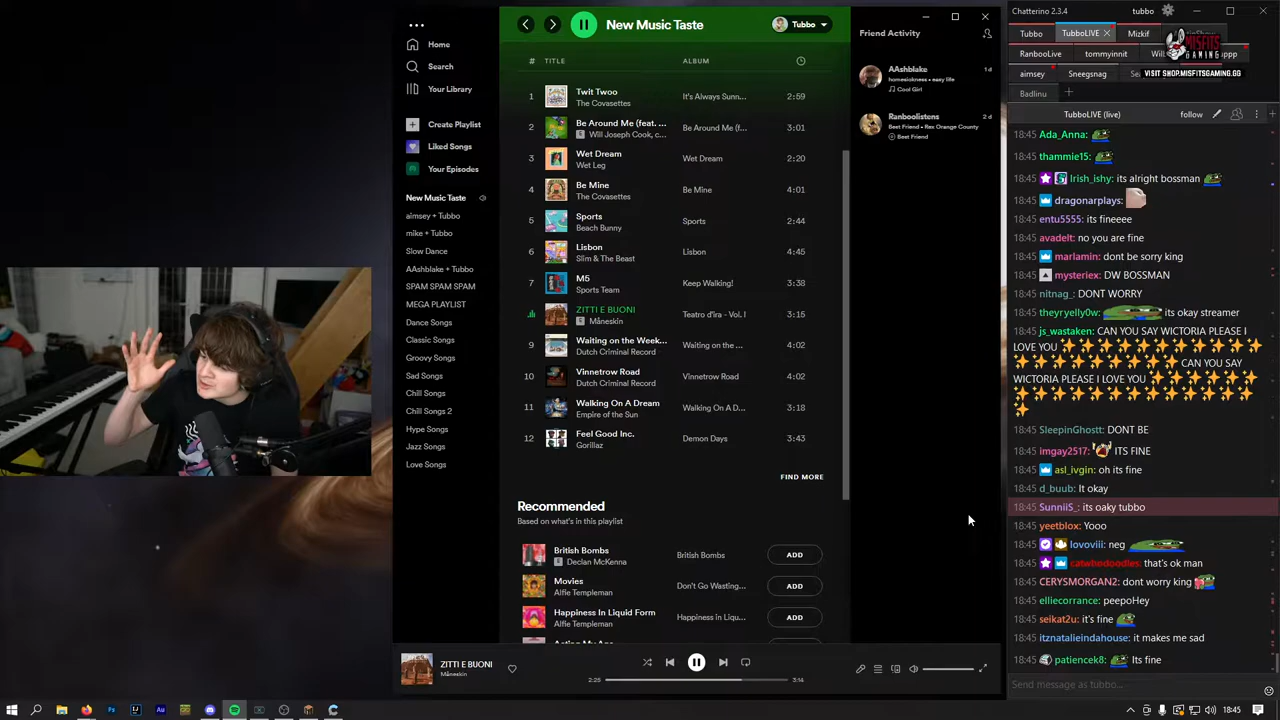 New Music Taste
Tubbo
Home
Search
Your Library
Create Playlist
Liked Songs
Your Episodes
New Music Taste
aimsey + Tubbo
mike + Tubbo
Slow Dance
AAshblake + Tubbo
SPAM SPAM SPAM
MEGA PLAYLIST
Dance Songs
Classic Songs
Groovy Songs
Sad Songs
Chill Songs
Chill Songs 2
Hype Songs
Jazz Songs
Love Songs
# TITLE ALBUM
1 Twit Twoo It's Always Sunn... 2:59
The Covasettes
2 Be Around Me (feat. ... Be Around Me (f... 3:01
E Will Joseph Cook, c...
3 Wet Dream Wet Dream 2:20
Wet Leg
4 Be Mine Be Mine 4:01
The Covasettes
5 Sports Sports 2:44
Beach Bunny
6 Lisbon Lisbon 4:45
Slim & The Beast
7 M5 Keep Walking! 3:38
Sports Team
ZITTI E BUONI Teatro d'ira - Vol. I 3:15
E Måneskin
9 Waiting on the Week... Waiting on the ... 4:02
Dutch Criminal Record
10 Vinnetrow Road Vinnetrow Road 4:02
Dutch Criminal Record
11 Walking On A Dream Walking On A D... 3:18
Empire of the Sun
12 Feel Good Inc. Demon Days 3:43
Gorillaz
FIND MORE
Recommended
Based on what's in this playlist
British Bombs British Bombs ADD
E Declan McKenna
Movies Don't Go Wasting... ADD
Alfie Templeman
Happiness In Liquid Form Happiness in Liqu... ADD
Alfie Templeman
Acting My Age
ZITTI E BUONI
Måneskin
2:25 3:14
Friend Activity
AAshblake 1 d
homesickness • easy life
Cool Girl
Ranboolistens 2 d
Best Friend • Rex Orange County
Best Friend
Chatterino 2.3.4 tubbo
Tubbo TubboLIVE Mizkif
RanbooLive tommyinnit
MISFITS
GAMING
VISIT SHOP.MISFITSGAMING.GG
aimsey Sneegsnag
Badlinu
TubboLIVE (live) follow
18:45 Ada_Anna:
18:45 thammie15:
18:45 Irish_ishy: its alright bossman
18:45 dragonarplays:
18:45 entu5555: its fineeee
18:45 avadelt: no you are fine
18:45 marlamin: dont be sorry king
18:45 mysteriex: DW BOSSMAN
18:45 nitnag_: DONT WORRY
18:45 theyryelly0w: its okay streamer
18:45 js_wastaken: CAN YOU SAY WICTORIA PLEASE I
LOVE YOU ✨✨✨✨✨✨✨✨✨✨
✨✨✨✨✨✨✨✨✨✨ CAN YOU SAY
WICTORIA PLEASE I LOVE YOU ✨✨✨✨✨✨
✨✨✨✨✨✨✨✨✨✨✨✨✨
✨
18:45 SleepinGhostt: DONT BE
18:45 imgay2517: ITS FINE
18:45 asl_ivgin: oh its fine
18:45 d_buub: It okay
18:45 SunniiS_: its oaky tubbo
18:45 yeetblox: Yooo
18:45 lovoviii: neg
18:45 catwhodoodles: that's ok man
18:45 CERYSMORGAN2: dont worry king
18:45 elliecorrance: peepoHey
18:45 seikat2u: it's fine
18:45 itznatalieindahouse: it makes me sad
18:45 patiencek8: Its fine
Send message as tubbo...
18:45